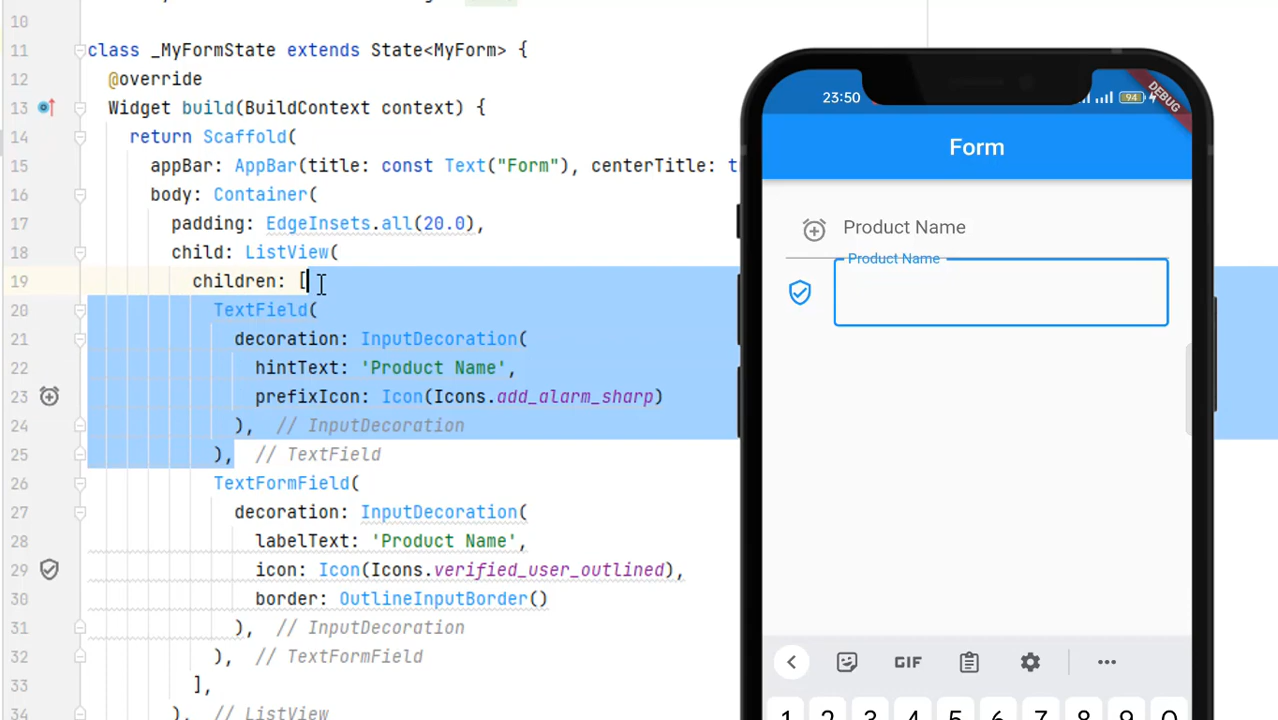 10
11 class _MyFormState extends State<MyForm> {
12 @override
13 Widget build(BuildContext context) {
14 return Scaffold(
15 appBar: AppBar(title: const Text("Form"), centerTitle: t
16 body: Container(
17 padding: EdgeInsets.all(20.0),
18 child: ListView(
19 children: [
20 TextField(
21 decoration: InputDecoration(
22 hintText: 'Product Name',
23 prefixIcon: Icon(Icons.add_alarm_sharp)
24 ), // InputDecoration
25 ), // TextField
26 TextFormField(
27 decoration: InputDecoration(
28 labelText: 'Product Name',
29 icon: Icon(Icons.verified_user_outlined),
30 border: OutlineInputBorder()
31 ), // InputDecoration
32 ), // TextFormField
33 ],
34 ), // ListView
23:50
94
DEBUG
Form
Product Name
Product Name
GIF
1 2 3 4 5 6 7 8 9 0